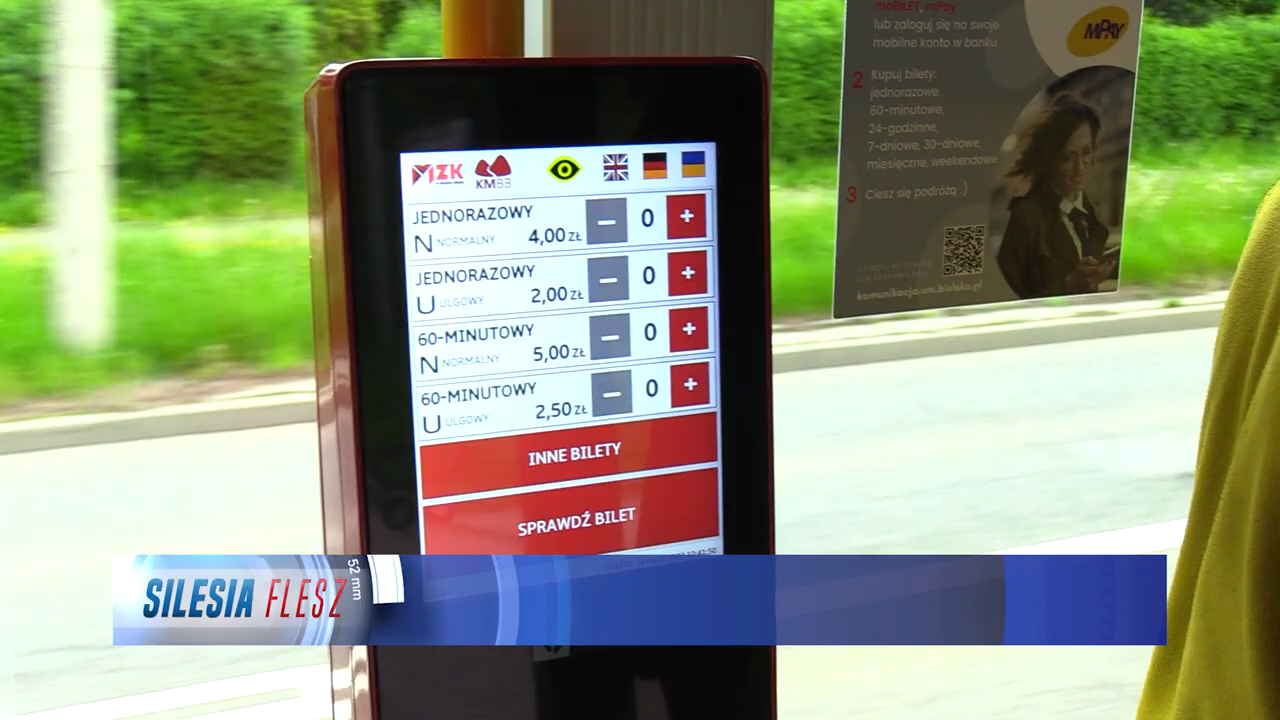 MZK
KMBB
JEDNORAZOWY
N NORMALNY 4,00 ZŁ – 0 +
JEDNORAZOWY
U ULGOWY 2,00 ZŁ – 0 +
60-MINUTOWY
N NORMALNY 5,00 ZŁ – 0 +
60-MINUTOWY
U ULGOWY 2,50 ZŁ – 0 +
INNE BILETY
SPRAWDŹ BILET
moBILET, mPay
lub zaloguj się na swoje
mobilne konto w banku
MPAY
2 Kupuj bilety:
jednorazowe,
60-minutowe,
24-godzinne,
7-dniowe, 30-dniowe,
miesięczne, weekendowe
3 Ciesz się podróżą :)
komunikacja.um.bielsko.pl
SILESIA FLESZ
52 mm